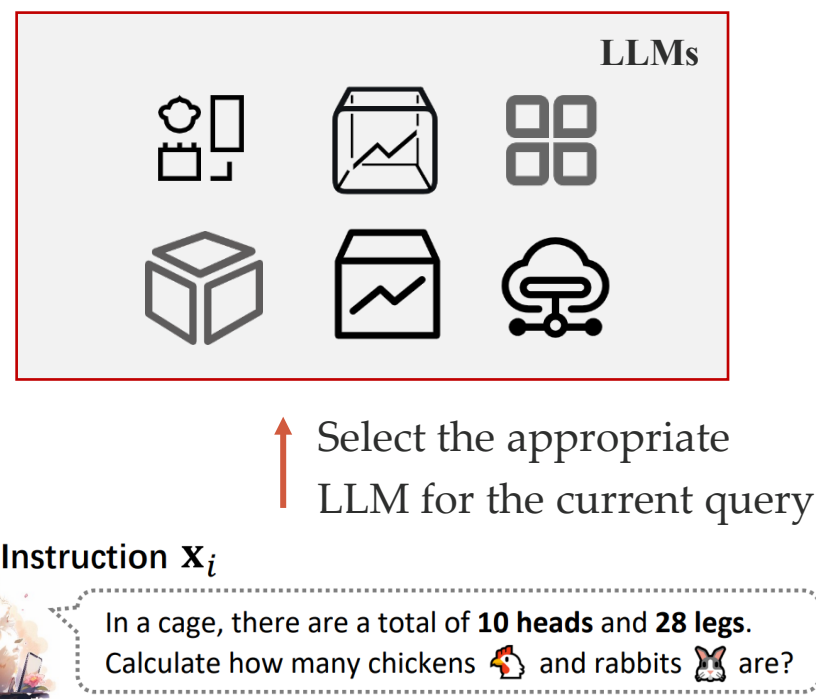 LLMs
Select the appropriate
LLM for the current query
Instruction xᵢ
In a cage, there are a total of 10 heads and 28 legs.
Calculate how many chickens 🐔 and rabbits 🐰 are?